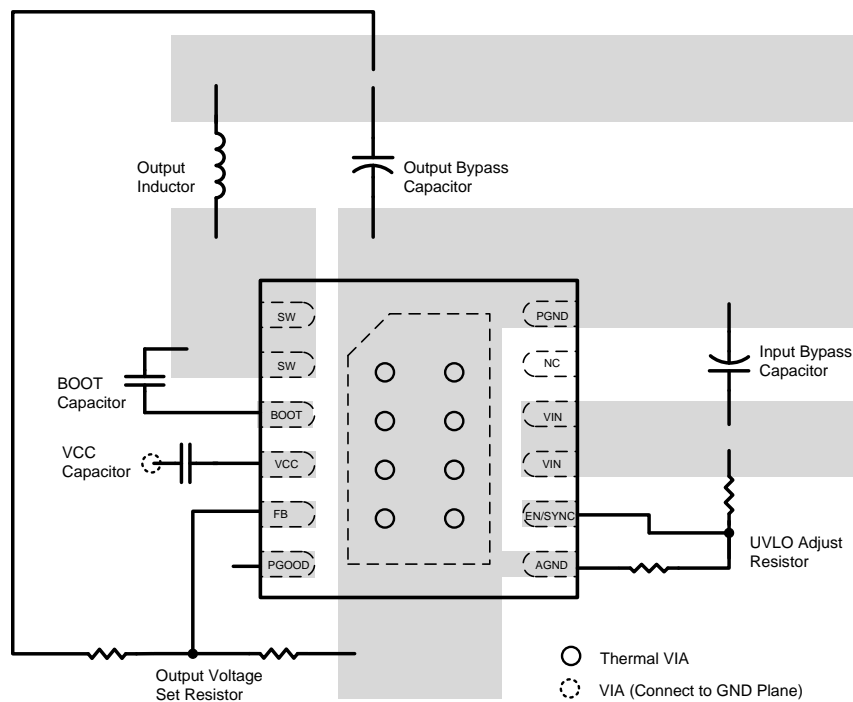 Output
Inductor
Output Bypass
Capacitor
SW
PGND
SW
NC
Input Bypass
Capacitor
BOOT
Capacitor
BOOT
VIN
VCC
Capacitor
VCC
VIN
FB
EN/SYNC
UVLO Adjust
Resistor
PGOOD
AGND
Output Voltage
Set Resistor
Thermal VIA
VIA (Connect to GND Plane)